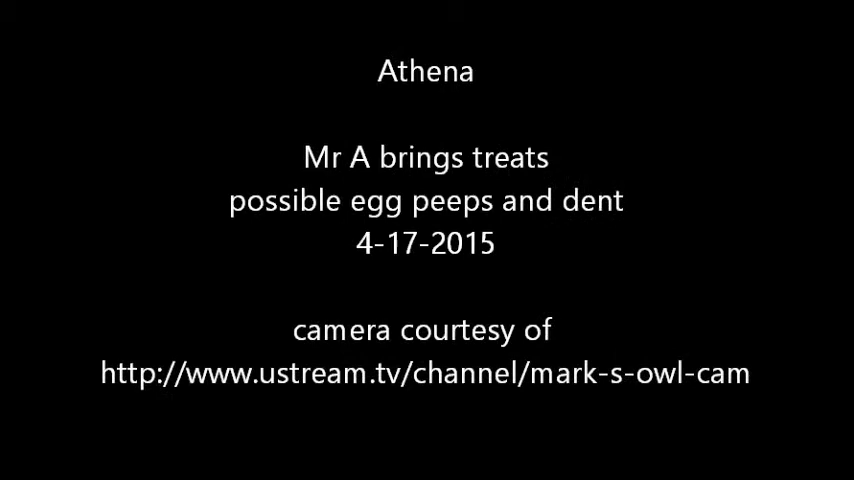 Athena
Mr A brings treats
possible egg peeps and dent
4-17-2015
camera courtesy of
http://www.ustream.tv/channel/mark-s-owl-cam